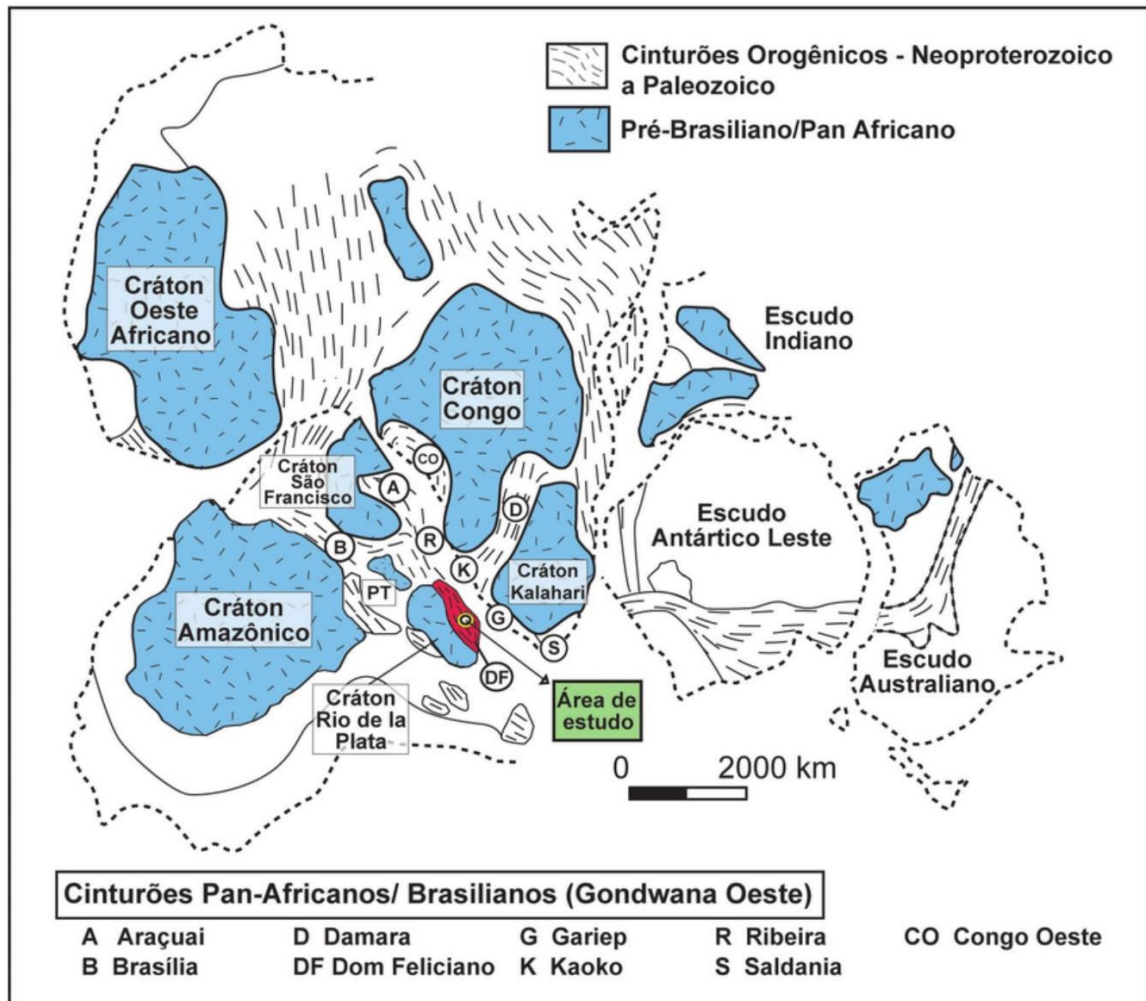 Cinturões Orogênicos - Neoproterozoico
a Paleozoico
Pré-Brasiliano/Pan Africano
Cráton
Oeste
Africano
Escudo
Indiano
Cráton
Congo
CO
Cráton
São
Francisco
A
D
R
B
K
Escudo
Antártico Leste
Cráton
Kalahari
PT
Cráton
Amazônico
G
Q
S
DF
Escudo
Australiano
Cráton
Rio de la
Plata
Área de
estudo
0 2000 km
Cinturões Pan-Africanos/ Brasilianos (Gondwana Oeste)
A Araçuai D Damara G Gariep R Ribeira CO Congo Oeste
B Brasília DF Dom Feliciano K Kaoko S Saldania